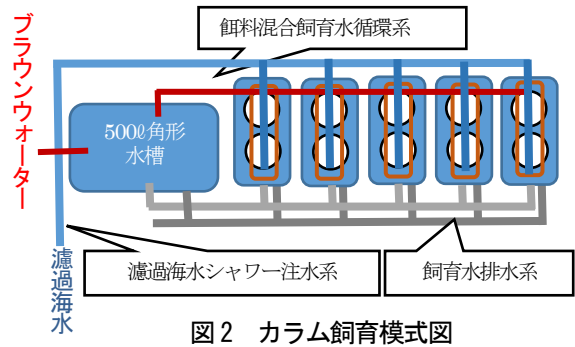 ブラウンウォーター
餌料混合飼育水循環系
500ℓ角形
水槽
濾過海水
濾過海水シャワー注水系
飼育水排水系
図2　カラム飼育模式図